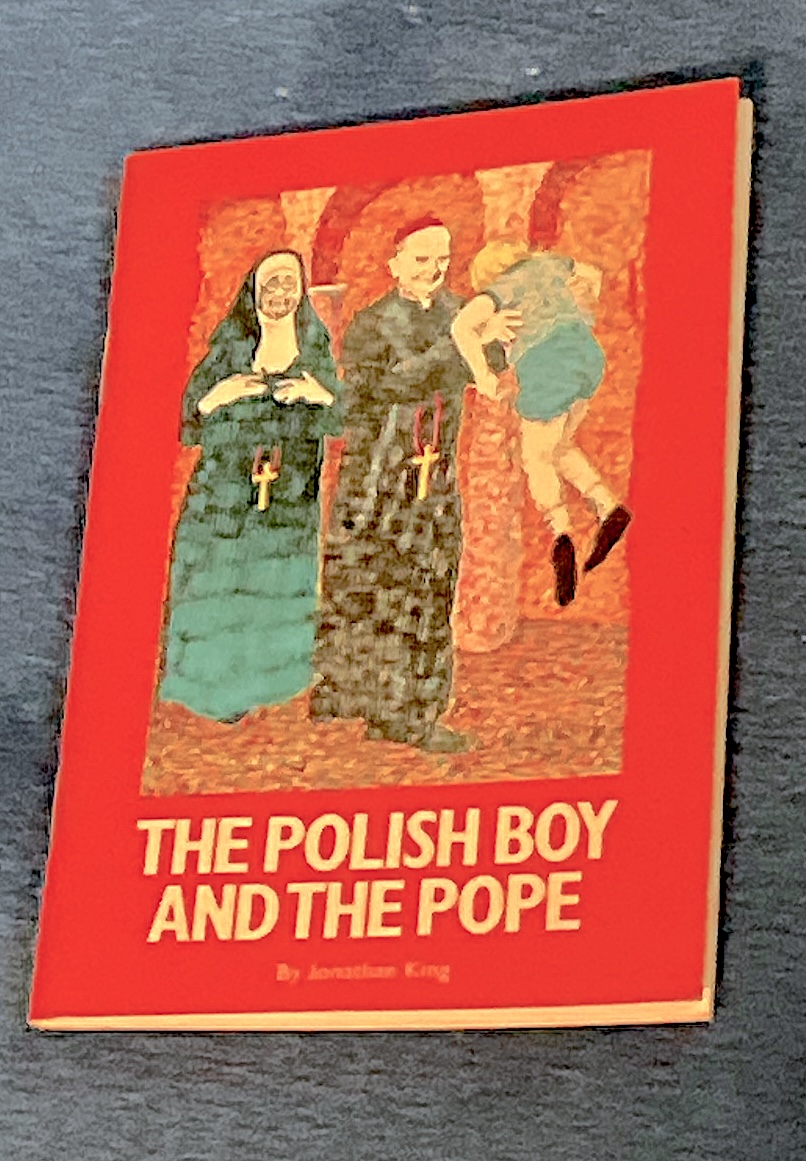 THE POLISH BOY
AND THE POPE
By Jonathan King